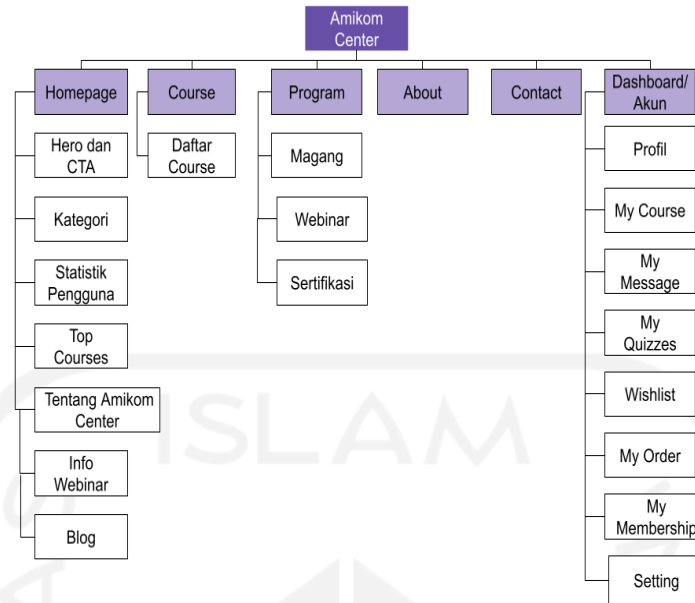 Amikom
Center
Homepage
Course
Program
About
Contact
Dashboard/
Akun
Hero dan
CTA
Kategori
Statistik
Pengguna
Top
Courses
Tentang Amikom
Center
Info
Webinar
Blog
Daftar
Course
Magang
Webinar
Sertifikasi
Profil
My Course
My
Message
My
Quizzes
Wishlist
My Order
My
Membership
Setting
ISLAM